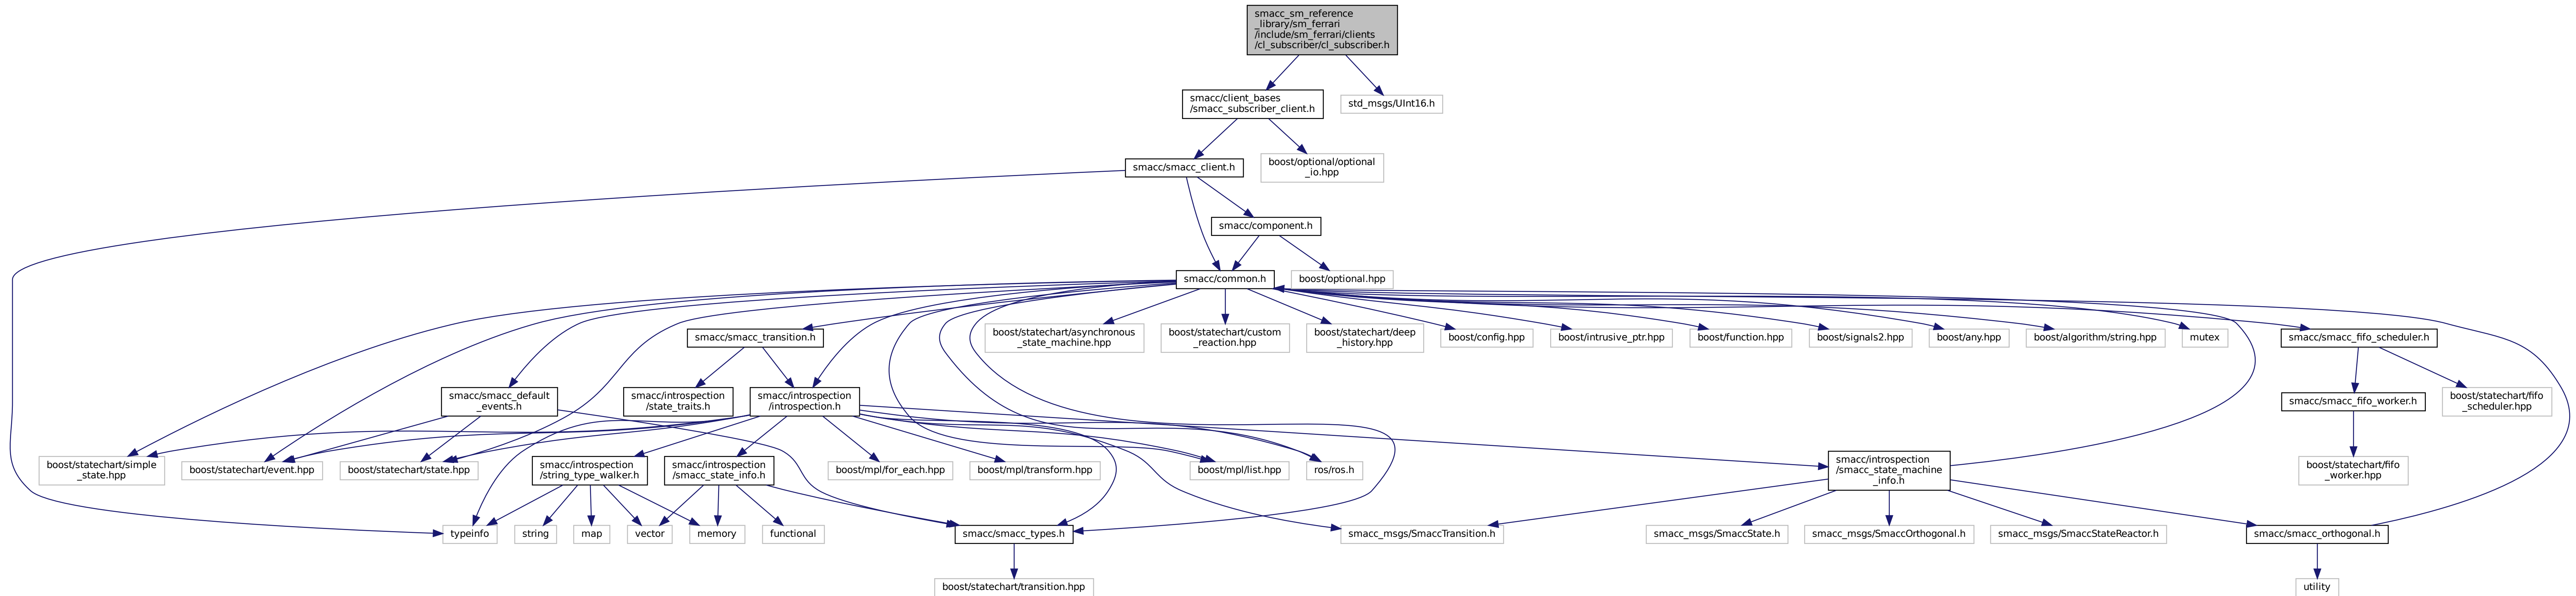 smacc_sm_reference
_library/sm_ferrari
/include/sm_ferrari/clients
/cl_subscriber/cl_subscriber.h
smacc/client_bases
/smacc_subscriber_client.h
std_msgs/UInt16.h
smacc/smacc_client.h
boost/optional/optional
_io.hpp
smacc/component.h
smacc/common.h
boost/optional.hpp
smacc/smacc_transition.h
boost/statechart/asynchronous
_state_machine.hpp
boost/statechart/custom
_reaction.hpp
boost/statechart/deep
_history.hpp
boost/config.hpp
boost/intrusive_ptr.hpp
boost/function.hpp
boost/signals2.hpp
boost/any.hpp
boost/algorithm/string.hpp
mutex
smacc/smacc_fifo_scheduler.h
smacc/smacc_default
_events.h
smacc/introspection
/state_traits.h
smacc/introspection
/introspection.h
smacc/smacc_fifo_worker.h
boost/statechart/fifo
_scheduler.hpp
boost/statechart/simple
_state.hpp
boost/statechart/event.hpp
boost/statechart/state.hpp
smacc/introspection
/string_type_walker.h
smacc/introspection
/smacc_state_info.h
boost/mpl/for_each.hpp
boost/mpl/transform.hpp
boost/mpl/list.hpp
ros/ros.h
smacc/introspection
/smacc_state_machine
_info.h
boost/statechart/fifo
_worker.hpp
typeinfo
string
map
vector
memory
functional
smacc/smacc_types.h
smacc_msgs/SmaccTransition.h
smacc_msgs/SmaccState.h
smacc_msgs/SmaccOrthogonal.h
smacc_msgs/SmaccStateReactor.h
smacc/smacc_orthogonal.h
boost/statechart/transition.hpp
utility